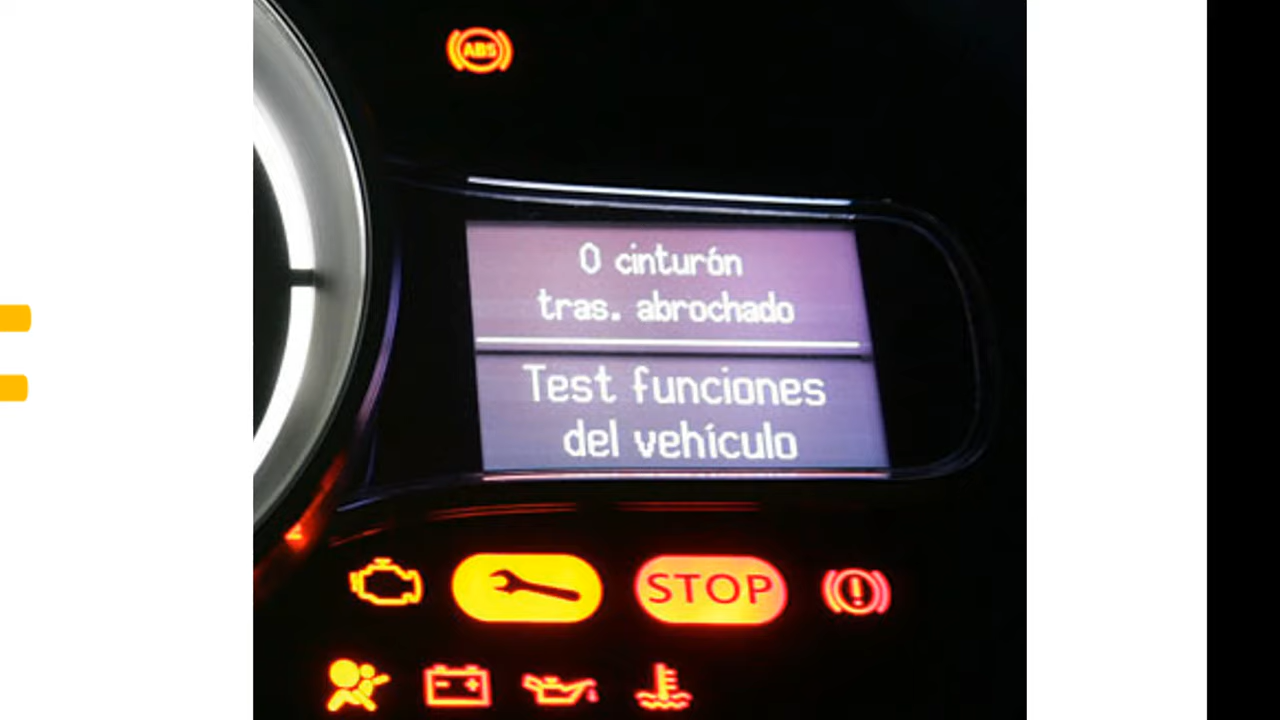 ABS
0 cinturón
tras. abrochado
Test funciones
del vehículo
STOP